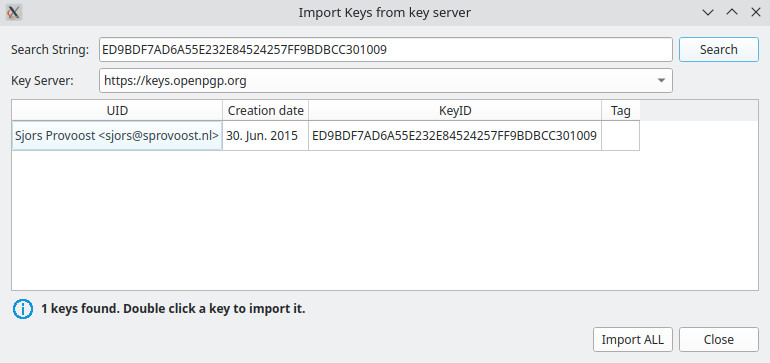 Import Keys from key server
Search String: ED9BDF7AD6A55E232E84524257FF9BDBCC301009 Search
Key Server: https://keys.openpgp.org
UID Creation date KeyID Tag
Sjors Provoost <sjors@sprovoost.nl> 30. Jun. 2015 ED9BDF7AD6A55E232E84524257FF9BDBCC301009
1 keys found. Double click a key to import it.
Import ALL Close